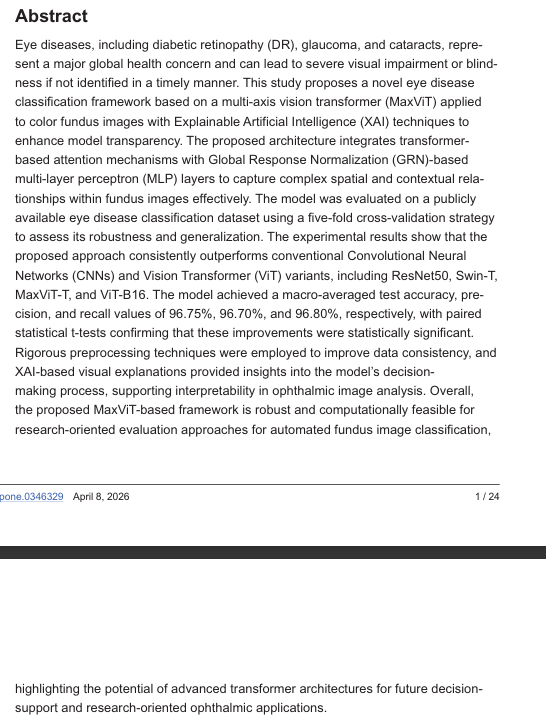 Abstract
Eye diseases, including diabetic retinopathy (DR), glaucoma, and cataracts, repre-
sent a major global health concern and can lead to severe visual impairment or blind-
ness if not identified in a timely manner. This study proposes a novel eye disease
classification framework based on a multi-axis vision transformer (MaxViT) applied
to color fundus images with Explainable Artificial Intelligence (XAI) techniques to
enhance model transparency. The proposed architecture integrates transformer-
based attention mechanisms with Global Response Normalization (GRN)-based
multi-layer perceptron (MLP) layers to capture complex spatial and contextual rela-
tionships within fundus images effectively. The model was evaluated on a publicly
available eye disease classification dataset using a five-fold cross-validation strategy
to assess its robustness and generalization. The experimental results show that the
proposed approach consistently outperforms conventional Convolutional Neural
Networks (CNNs) and Vision Transformer (ViT) variants, including ResNet50, Swin-T,
MaxViT-T, and ViT-B16. The model achieved a macro-averaged test accuracy, pre-
cision, and recall values of 96.75%, 96.70%, and 96.80%, respectively, with paired
statistical t-tests confirming that these improvements were statistically significant.
Rigorous preprocessing techniques were employed to improve data consistency, and
XAI-based visual explanations provided insights into the model's decision-
making process, supporting interpretability in ophthalmic image analysis. Overall,
the proposed MaxViT-based framework is robust and computationally feasible for
research-oriented evaluation approaches for automated fundus image classification,
pone.0346329 April 8, 2026 1 / 24
highlighting the potential of advanced transformer architectures for future decision-
support and research-oriented ophthalmic applications.